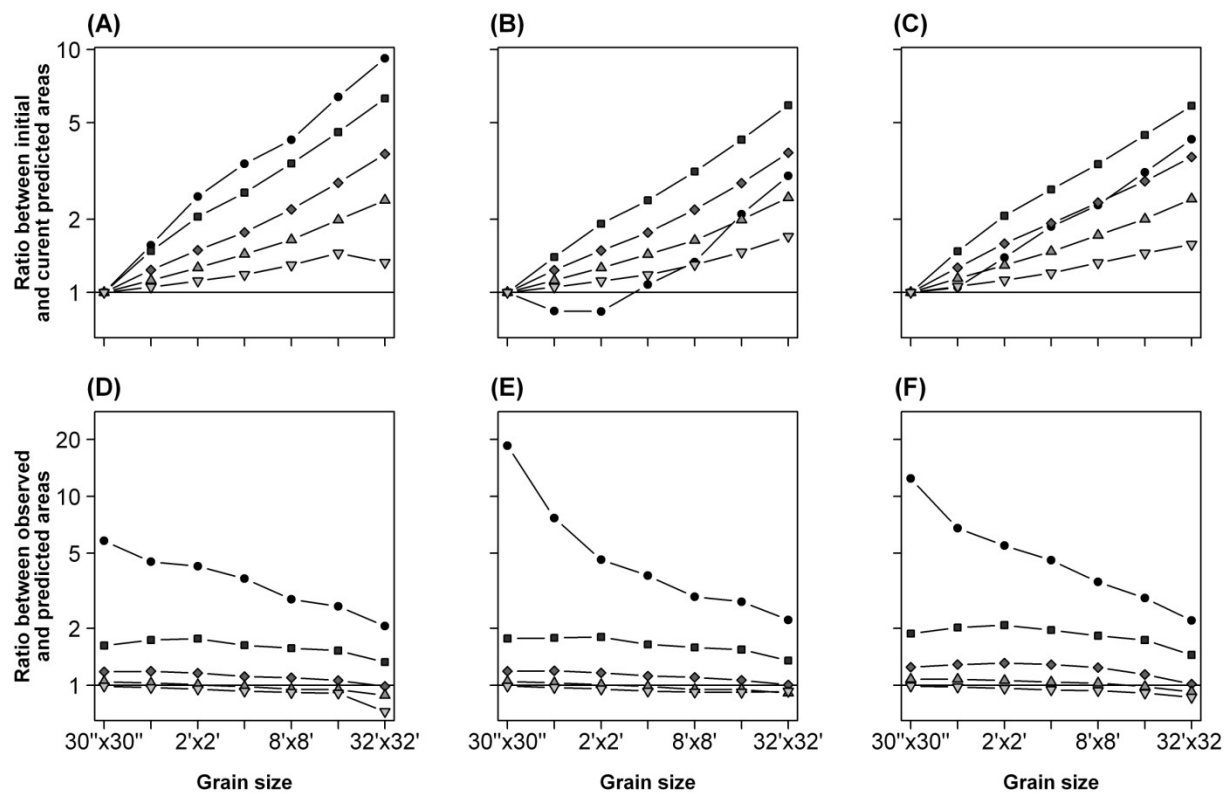 (A)
(B)
(C)
Ratio between initial
and current predicted areas
10
5
2
1
(D)
(E)
(F)
Ratio between observed
and predicted areas
20
10
5
2
1
30"x30" 2'x2' 8'x8' 32'x32'
30"x30" 2'x2' 8'x8' 32'x32'
30"x30" 2'x2' 8'x8' 32'x32
Grain size
Grain size
Grain size